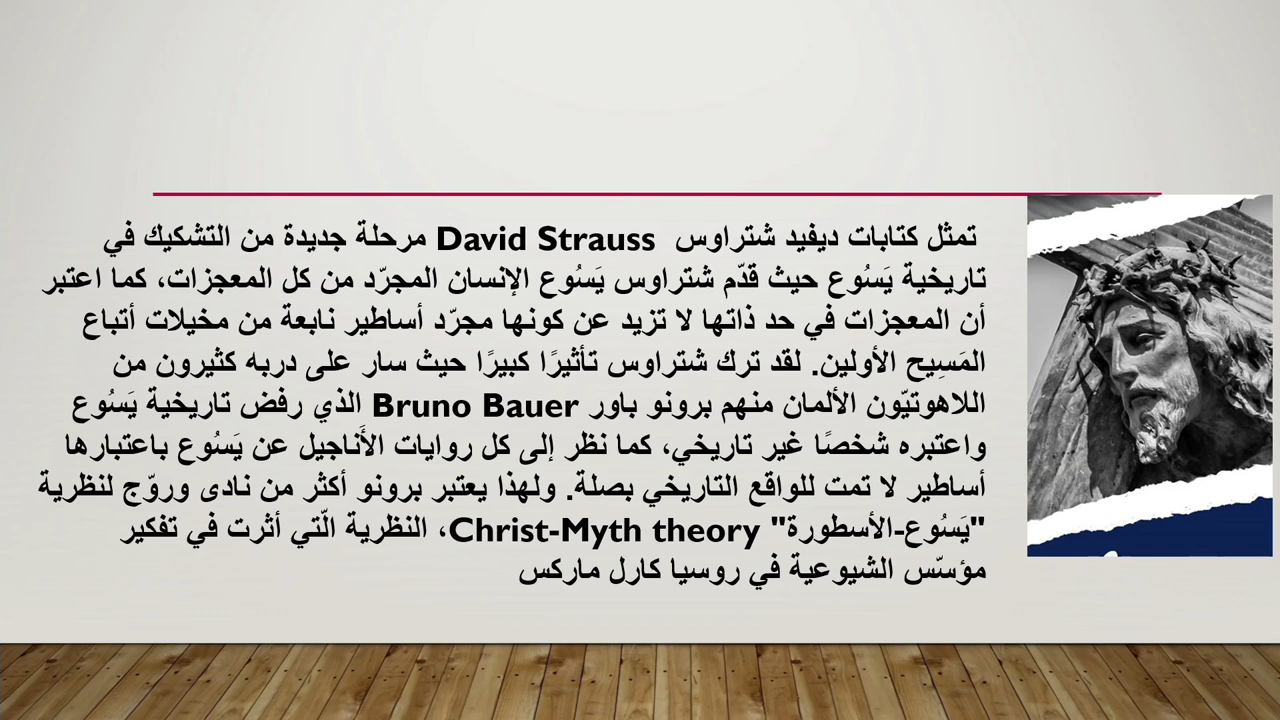 تمثل كتابات ديفيد شتراوس David Strauss مرحلة جديدة من التشكيك في
تاريخية يَسُوع حيث قدّم شتراوس يَسُوع الإنسان المجرّد من كل المعجزات، كما اعتبر
أن المعجزات في حد ذاتها لا تزيد عن كونها مجرّد أساطير نابعة من مخيلات أتباع
المَسِيح الأولين. لقد ترك شتراوس تأثيرًا كبيرًا حيث سار على دربه كثيرون من
اللاهوتيّون الألمان منهم برونو باور Bruno Bauer الذي رفض تاريخية يَسُوع
واعتبره شخصًا غير تاريخي، كما نظر إلى كل روايات الأَناجيل عن يَسُوع باعتبارها
أساطير لا تمت للواقع التاريخي بصلة. ولهذا يعتبر برونو أكثر من نادى وروّج لنظرية
"يَسُوع-الأسطورة" Christ-Myth theory، النظرية الّتي أثرت في تفكير
مؤسّس الشيوعية في روسيا كارل ماركس